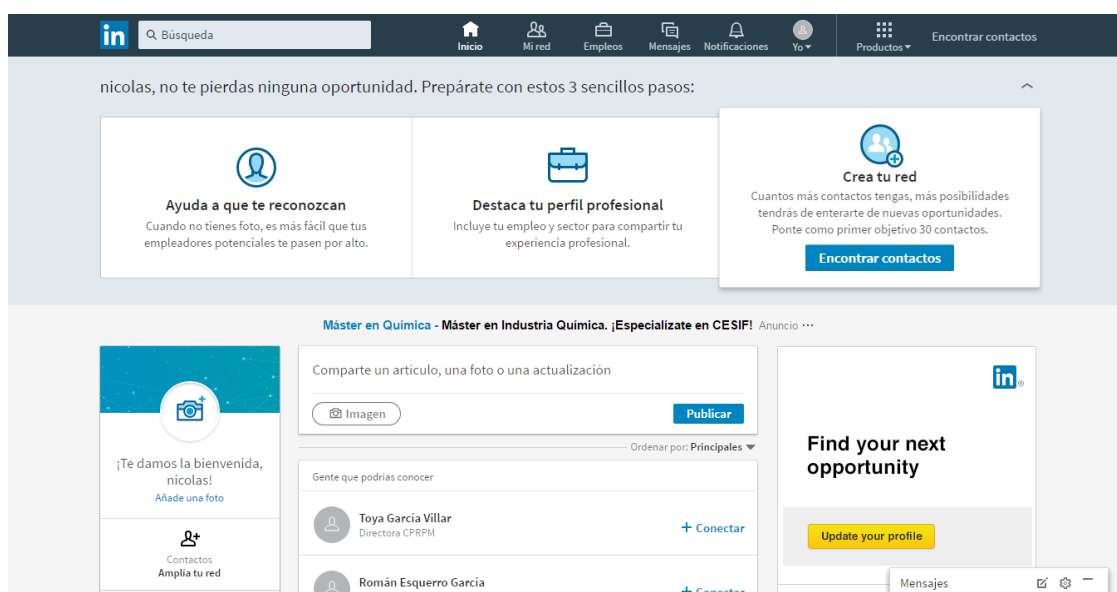 in
Búsqueda
Inicio
Mi red
Empleos
Mensajes
Notificaciones
Yo
Productos
Encontrar contactos
nicolas, no te pierdas ninguna oportunidad. Prepárate con estos 3 sencillos pasos:
Ayuda a que te reconozcan
Cuando no tienes foto, es más fácil que tus
empleadores potenciales te pasen por alto.
Destaca tu perfil profesional
Incluye tu empleo y sector para compartir tu
experiencia profesional.
Crea tu red
Cuantos más contactos tengas, más posibilidades
tendrás de enterarte de nuevas oportunidades.
Ponte como primer objetivo 30 contactos.
Encontrar contactos
Máster en Química - Máster en Industria Química. ¡Especialízate en CESIF! Anuncio ···
¡Te damos la bienvenida,
nicolas!
Añade una foto
Contactos
Amplía tu red
Comparte un artículo, una foto o una actualización
Imagen
Publicar
Ordenar por: Principales
Gente que podrías conocer
Toya García Villar
Directora CPRPM
+ Conectar
Román Esquerro García
+ Conectar
in
Find your next
opportunity
Update your profile
Mensajes